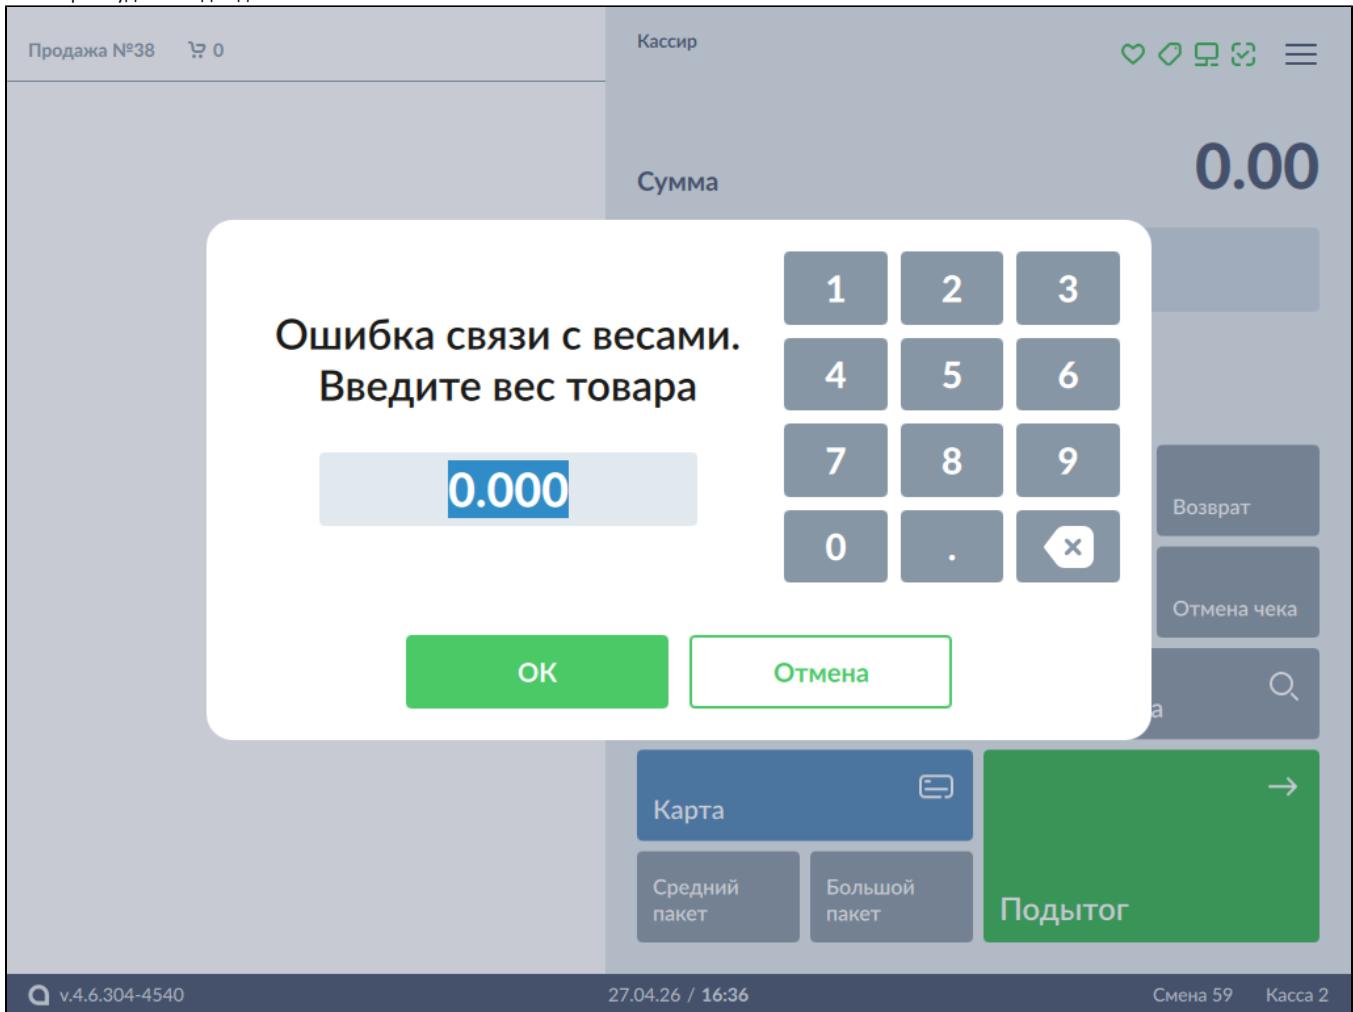 Продажа №38 0
Кассир
Сумма
0.00
Ошибка связи с весами.
Введите вес товара
0.000
1 2 3
4 5 6
7 8 9
0 .
ОК
Отмена
Возврат
Отмена чека
а
Карта
Средний
пакет
Большой
пакет
Подытог
v.4.6.304-4540
27.04.26 / 16:36
Смена 59
Касса 2